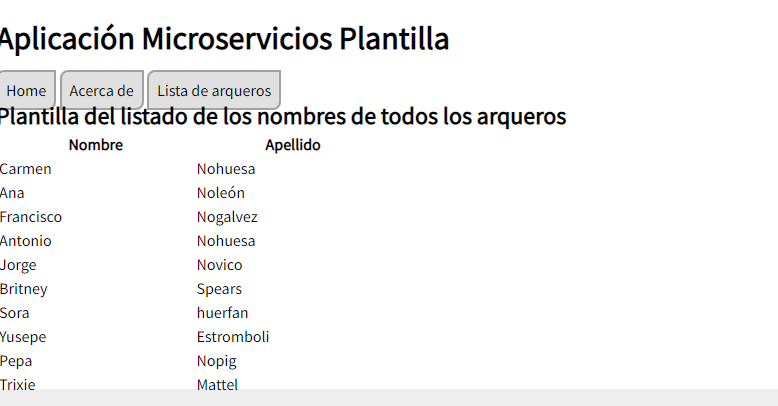 Aplicación Microservicios Plantilla
Home Acerca de Lista de arqueros
Plantilla del listado de los nombres de todos los arqueros
Nombre Apellido
Carmen Nohuesa
Ana Noleón
Francisco Nogalvez
Antonio Nohuesa
Jorge Novico
Britney Spears
Sora huerfan
Yusepe Estromboli
Pepa Nopig
Trixie Mattel